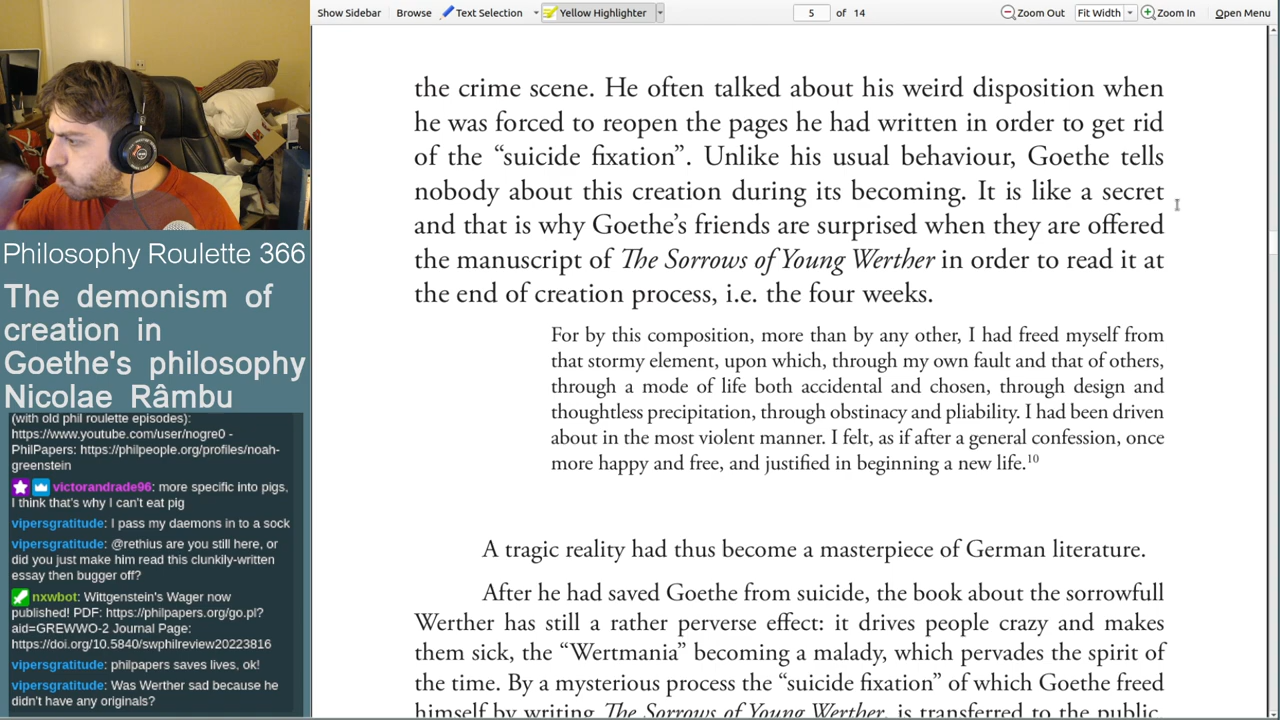 Show Sidebar Browse Text Selection Yellow Highlighter 5 of 14 Zoom Out Fit Width Zoom In Open Menu
the crime scene. He often talked about his weird disposition when
he was forced to reopen the pages he had written in order to get rid
of the “suicide fixation”. Unlike his usual behaviour, Goethe tells
nobody about this creation during its becoming. It is like a secret
and that is why Goethe’s friends are surprised when they are offered
the manuscript of The Sorrows of Young Werther in order to read it at
the end of creation process, i.e. the four weeks.
For by this composition, more than by any other, I had freed myself from
that stormy element, upon which, through my own fault and that of others,
through a mode of life both accidental and chosen, through design and
thoughtless precipitation, through obstinacy and pliability. I had been driven
about in the most violent manner. I felt, as if after a general confession, once
more happy and free, and justified in beginning a new life.10
A tragic reality had thus become a masterpiece of German literature.
After he had saved Goethe from suicide, the book about the sorrowfull
Werther has still a rather perverse effect: it drives people crazy and makes
them sick, the “Wertmania” becoming a malady, which pervades the spirit of
the time. By a mysterious process the “suicide fixation” of which Goethe freed
himself by writing The Sorrows of Young Werther, is transferred to the public.
Philosophy Roulette 366
The demonism of
creation in
Goethe's philosophy
Nicolae Râmbu
(with old phil roulette episodes):
https://www.youtube.com/user/nogre0 -
PhilPapers: https://philpeople.org/profiles/noah-
greenstein
victorandrade96: more specific into pigs,
I think that's why I can't eat pig
vipersgratitude: I pass my daemons in to a sock
vipersgratitude: @rethius are you still here, or
did you just make him read this clunkily-written
essay then bugger off?
nxwbot: Wittgenstein's Wager now
published! PDF: https://philpapers.org/go.pl?
aid=GREWWO-2 Journal Page:
https://doi.org/10.5840/swphilreview20223816
vipersgratitude: philpapers saves lives, ok!
vipersgratitude: Was Werther sad because he
didn't have any originals?